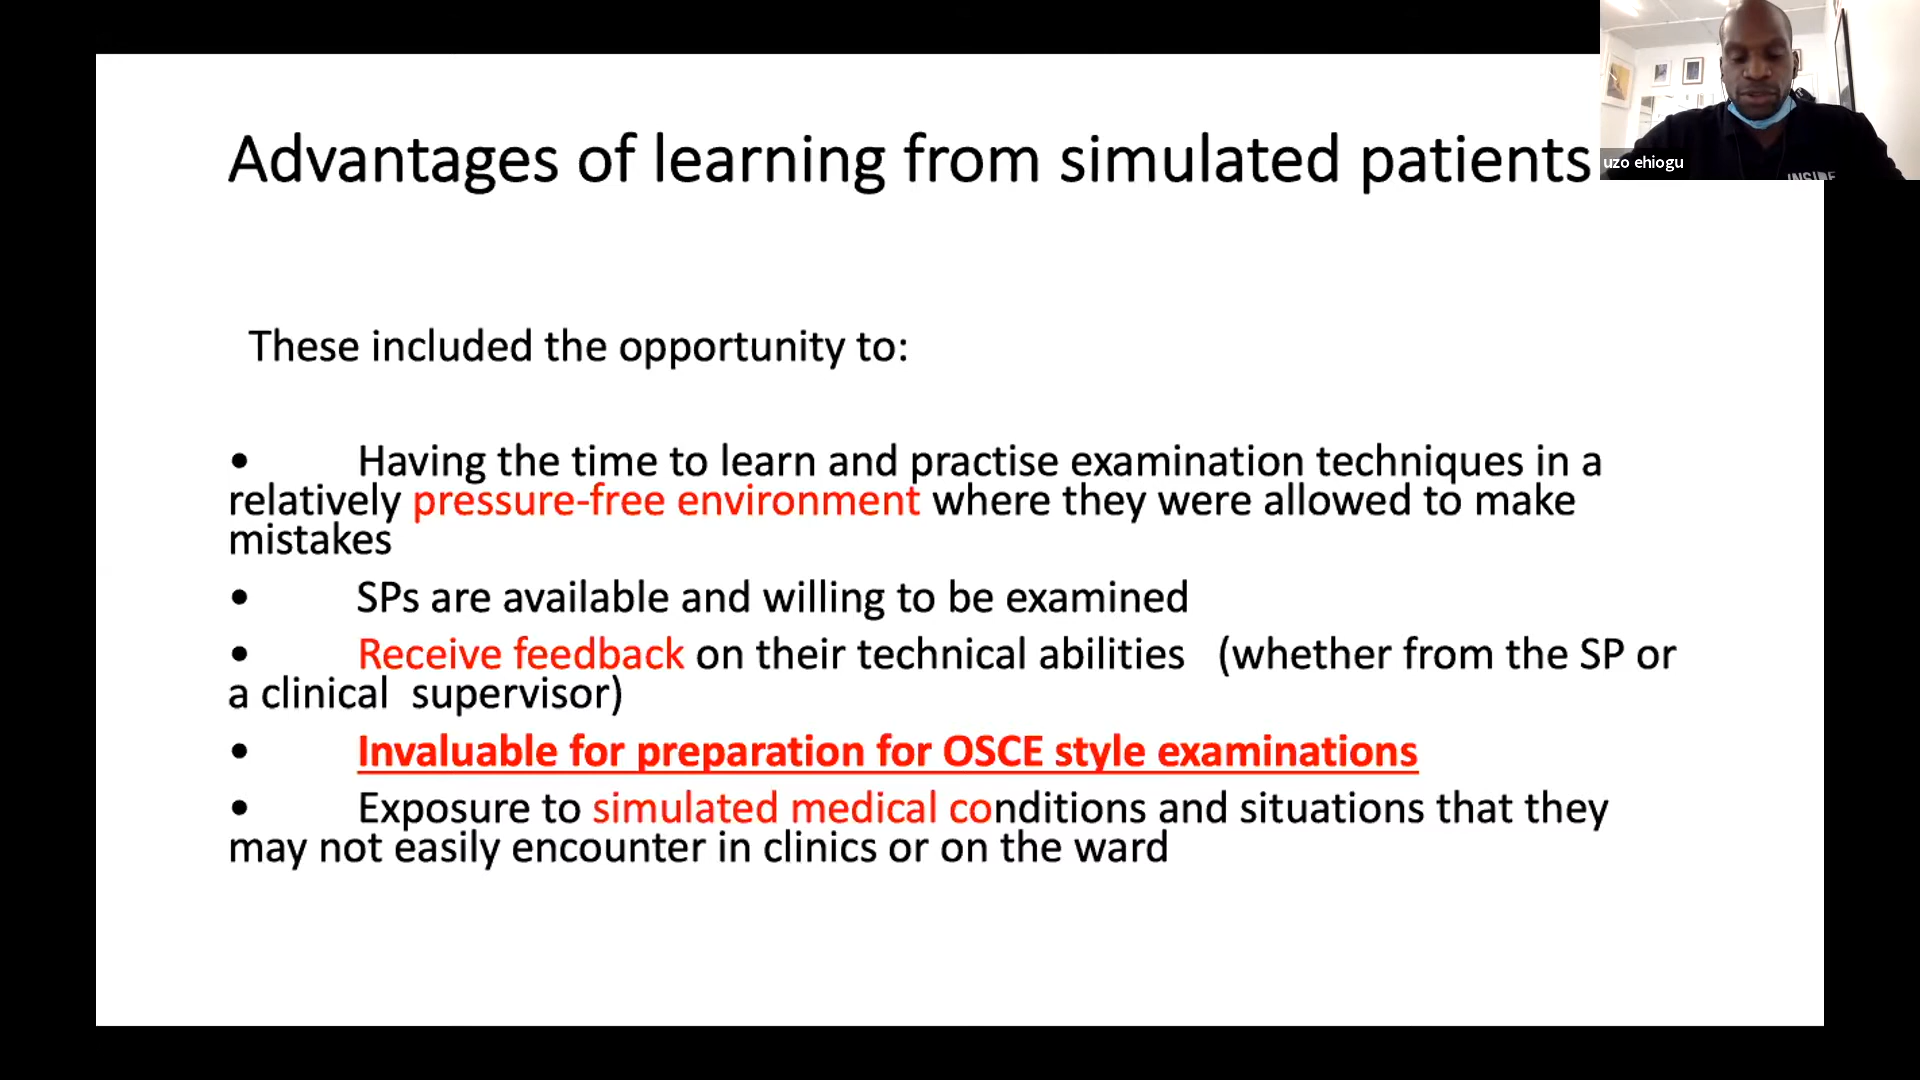 Advantages of learning from simulated patients
uzo ehiogu
INSIDE
These included the opportunity to:
• Having the time to learn and practise examination techniques in a
relatively pressure-free environment where they were allowed to make
mistakes
• SPs are available and willing to be examined
• Receive feedback on their technical abilities (whether from the SP or
a clinical supervisor)
• Invaluable for preparation for OSCE style examinations
• Exposure to simulated medical conditions and situations that they
may not easily encounter in clinics or on the ward